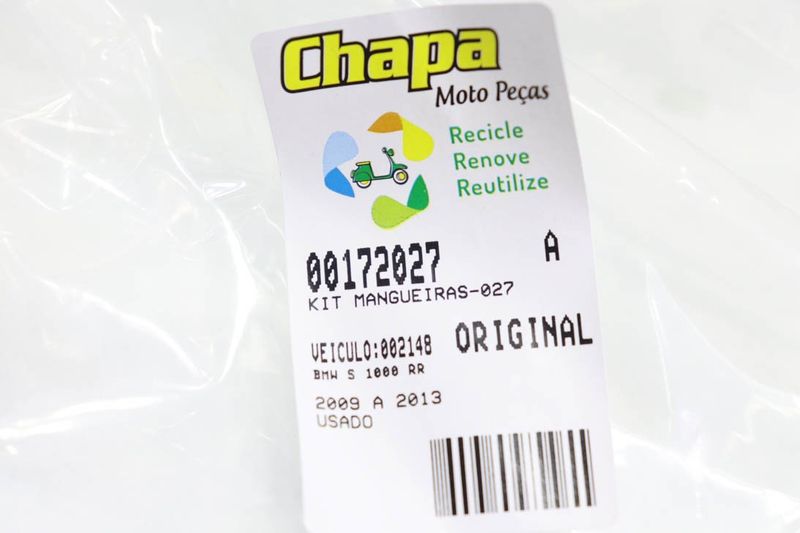 Chapa
Moto Peças
Recicle
Renove
Reutilize
00172027 A
KIT MANGUEIRAS-027
VEICULO:002148 ORIGINAL
BMW S 1000 RR
2009 A 2013
USADO